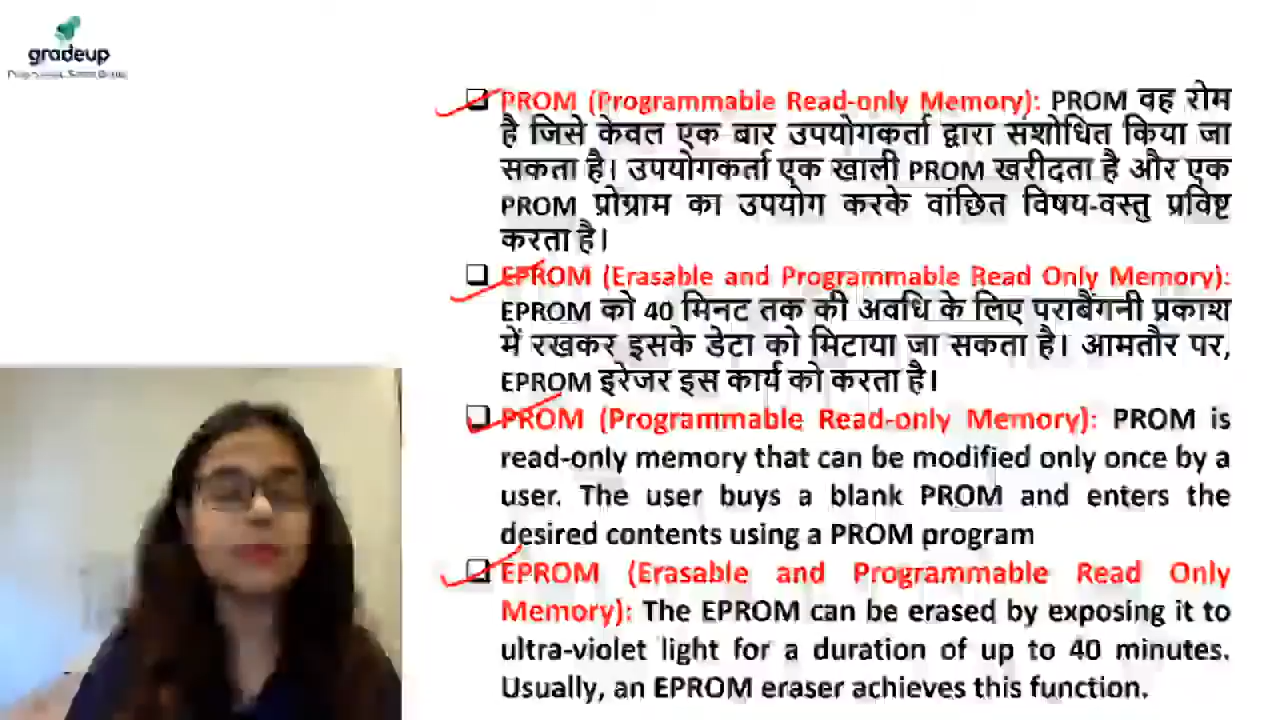 gradeup
PROM (Programmable Read-only Memory): PROM वह रोम
है जिसे केवल एक बार उपयोगकर्ता द्वारा संशोधित किया जा
सकता है। उपयोगकर्ता एक खाली PROM खरीदता है और एक
PROM प्रोग्राम का उपयोग करके वांछित विषय-वस्तु प्रविष्ट
करता है।
EPROM (Erasable and Programmable Read Only Memory):
EPROM को 40 मिनट तक की अवधि के लिए पराबैंगनी प्रकाश
में रखकर इसके डेटा को मिटाया जा सकता है। आमतौर पर,
EPROM इरेजर इस कार्य को करता है।
PROM (Programmable Read-only Memory): PROM is
read-only memory that can be modified only once by a
user. The user buys a blank PROM and enters the
desired contents using a PROM program
EPROM (Erasable and Programmable Read Only
Memory): The EPROM can be erased by exposing it to
ultra-violet light for a duration of up to 40 minutes.
Usually, an EPROM eraser achieves this function.